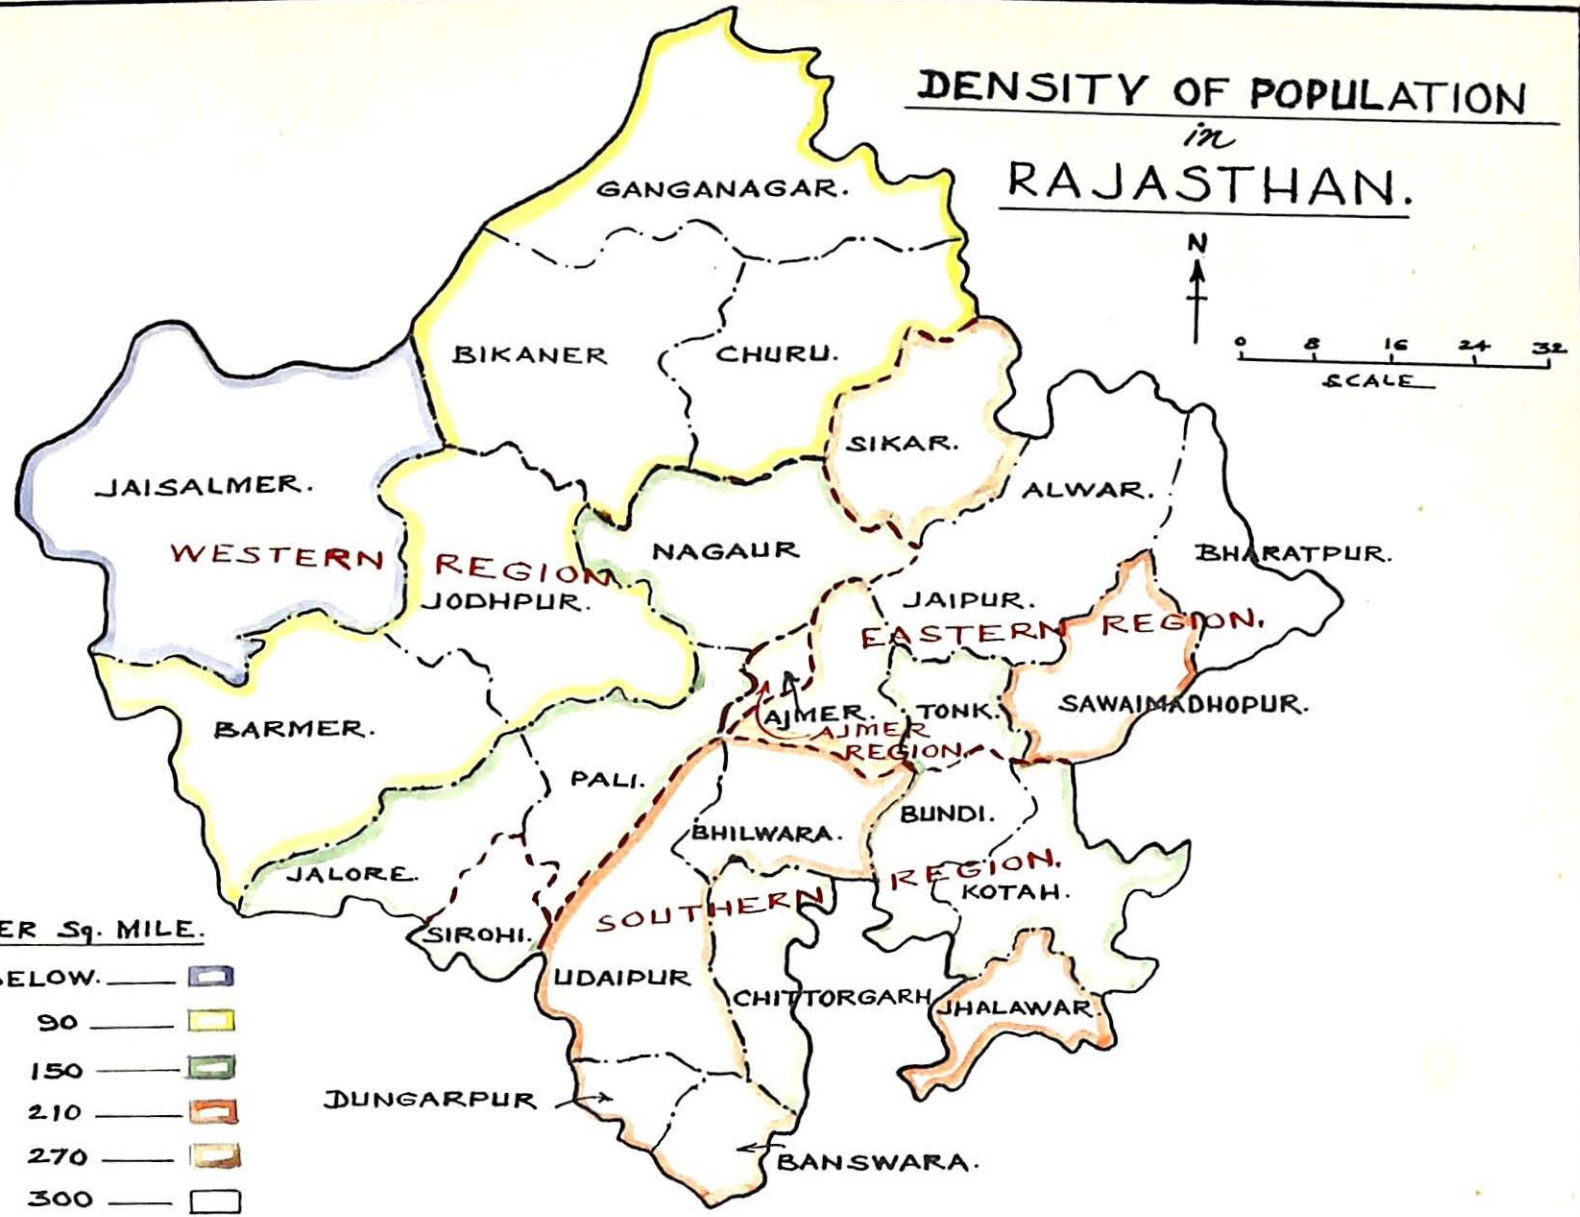 DENSITY OF POPULATION
in
RAJASTHAN.
N
0 8 16 24 32
SCALE
GANGANAGAR.
BIKANER
CHURU.
SIKAR.
JAISALMER.
ALWAR.
NAGAUR
BHARATPUR.
WESTERN REGION.
JODHPUR.
JAIPUR.
EASTERN REGION.
SAWAIMADHOPUR.
AJMER.
TONK.
AJMER
REGION.
BARMER.
PALI.
BHILWARA.
BUNDI.
JALORE.
SOUTHERN REGION.
KOTAH.
SIROHI.
UDAIPUR
CHITTORGARH
JHALAWAR.
DUNGARPUR
BANSWARA.
ER Sq. MILE.
BELOW.
90
150
210
270
300